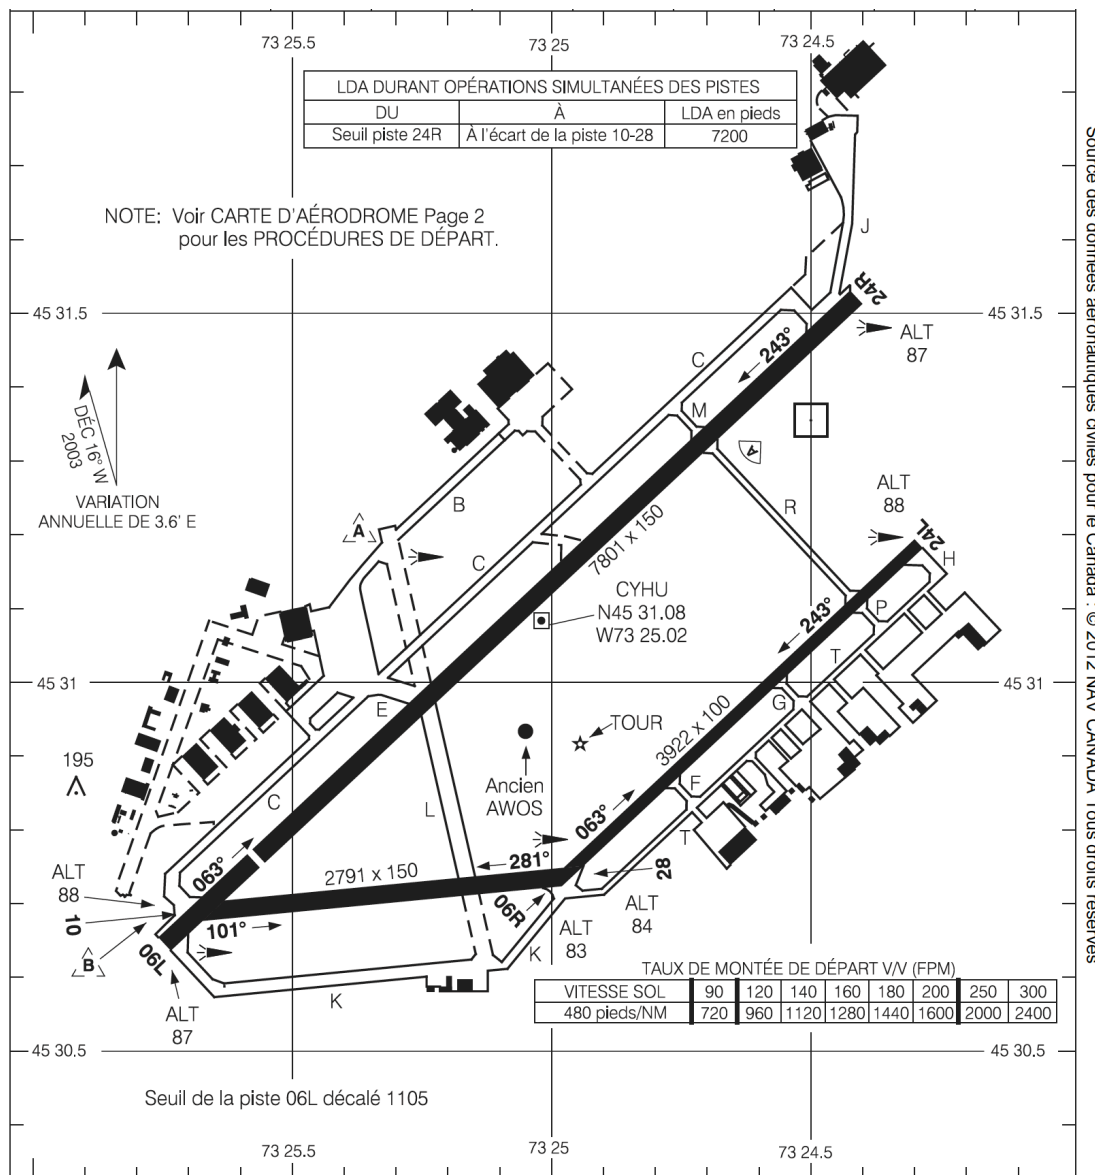 73 25.5
73 25
73 24.5
LDA DURANT OPÉRATIONS SIMULTANÉES DES PISTES
DU À LDA en pieds
Seuil piste 24R À l'écart de la piste 10-28 7200
NOTE: Voir CARTE D'AÉRODROME Page 2
pour les PROCÉDURES DE DÉPART.
J
24R
45 31.5
45 31.5
ALT
87
243°
C
M
DÉC 16° W
2003
VARIATION
ANNUELLE DE 3.6' E
A
B
A
R
ALT
88
24L
H
C
7801 x 150
CYHU
N45 31.08
W73 25.02
P
243°
T
45 31
45 31
E
G
TOUR
3922 x 100
195
Ancien
AWOS
F
C
L
063°
T
063°
281°
28
2791 x 150
ALT
88
10
101°
06R
ALT
84
ALT
83
B
06L
K
K
ALT
87
TAUX DE MONTÉE DE DÉPART V/V (FPM)
VITESSE SOL 90 120 140 160 180 200 250 300
480 pieds/NM 720 960 1120 1280 1440 1600 2000 2400
45 30.5
45 30.5
Seuil de la piste 06L décalé 1105
73 25.5
73 25
73 24.5
Source des données aéronautiques civiles pour le Canada : © 2012 NAV CANADA Tous droits réservés